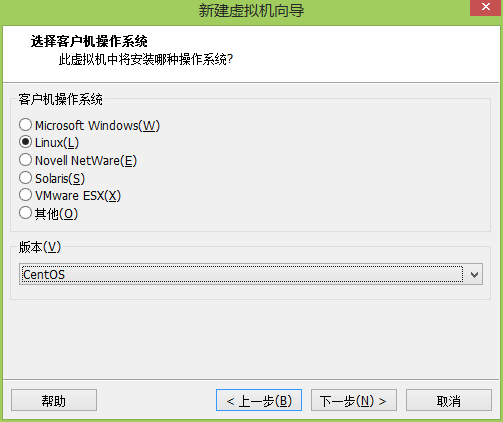 新建虚拟机向导
选择客户机操作系统
此虚拟机中将安装哪种操作系统?
客户机操作系统
Microsoft Windows(W)
Linux(L)
Novell NetWare(E)
Solaris(S)
VMware ESX(X)
其他(O)
版本(V)
CentOS
帮助
< 上一步(B)
下一步(N) >
取消